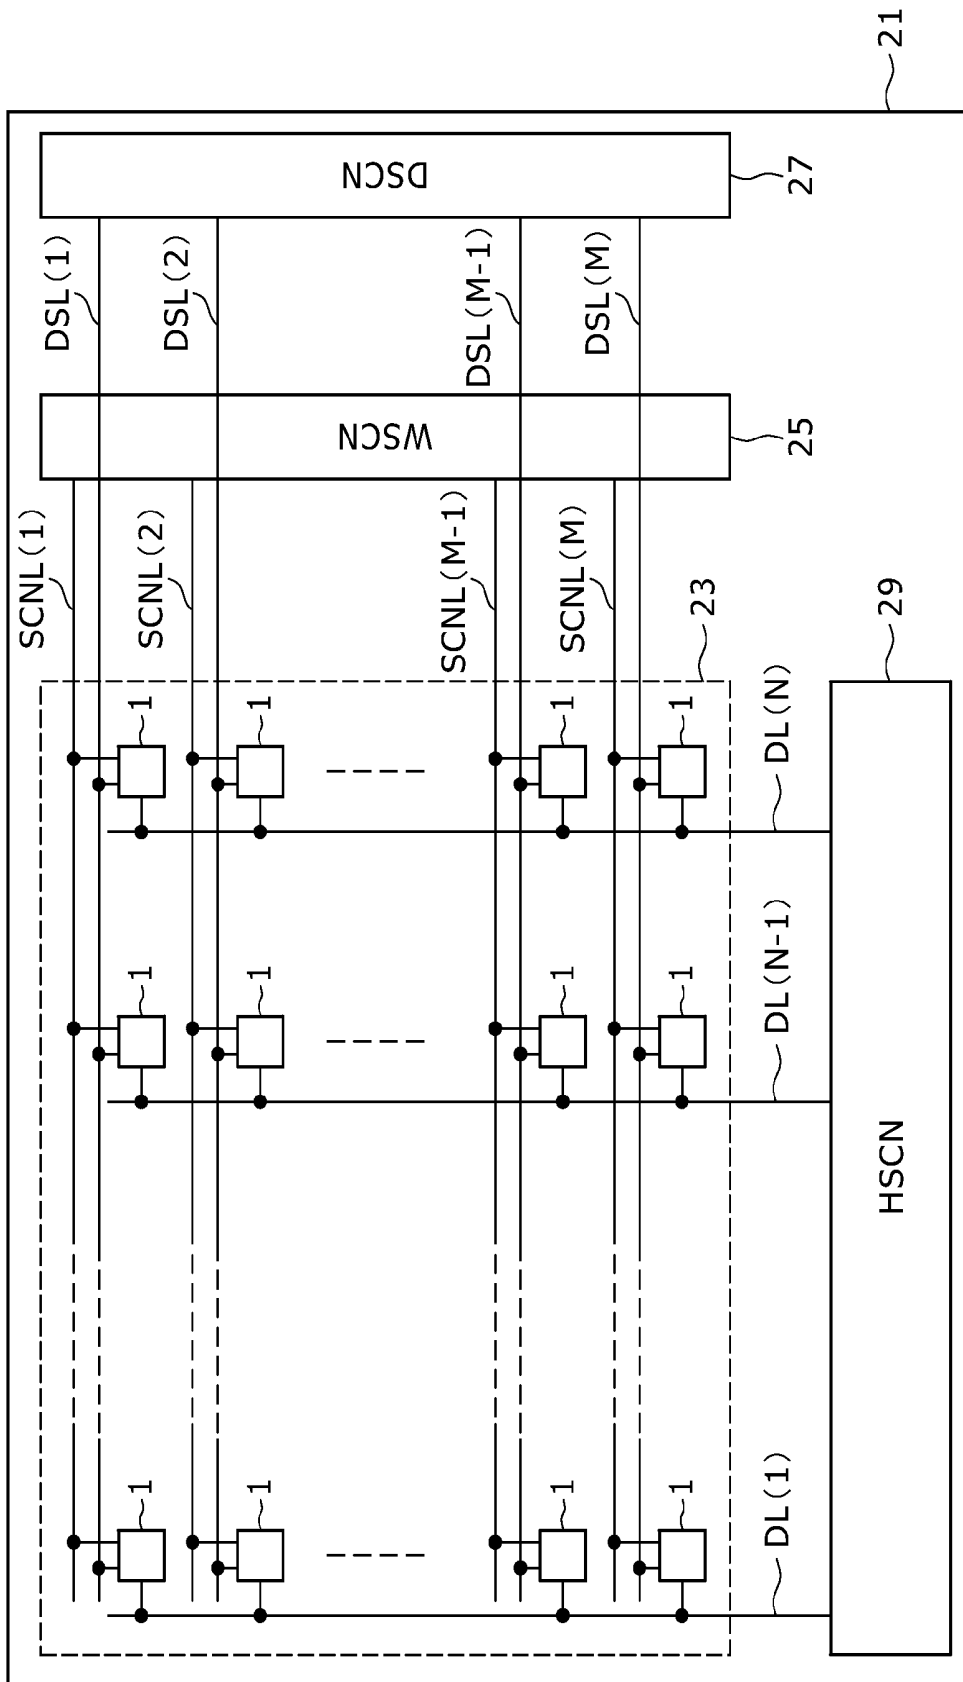 21
DSCN
27
DSL(1)
DSL(2)
DSL(M-1)
DSL(M)
WSCN
25
SCNL(1)
SCNL(2)
SCNL(M-1)
SCNL(M)
23
29
1
1
1
1
DL(N)
1
1
1
1
DL(N-1)
HSCN
1
1
1
1
DL(1)